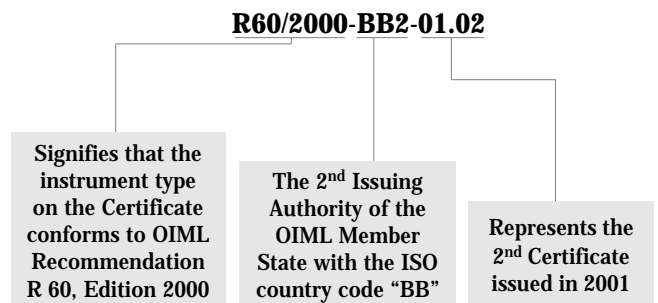 R60/2000-BB2-01.02
Signifies that the
instrument type
on the Certificate
conforms to OIML
Recommendation
R 60, Edition 2000
The 2nd Issuing
Authority of the
OIML Member
State with the ISO
country code “BB”
Represents the
2nd Certificate
issued in 2001